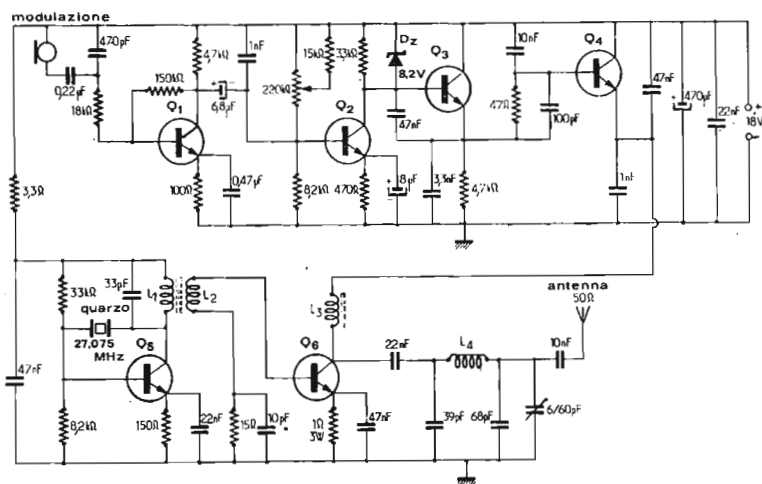 modulazione
470pF
0,22µF
18kΩ
150kΩ
4,7kΩ
Q1
6,8µF
1nF
220kΩ
15kΩ
33kΩ
Q2
DZ
8,2V
Q3
47nF
10nF
47Ω
100pF
Q4
47nF
470µF
22nF
+
18V
-
100Ω
0,47µF
8,2kΩ
470Ω
8µF
3,3nF
4,7kΩ
1nF
3,3Ω
33kΩ
33pF
quarzo
27,075
MHz
L1
L2
Q5
47nF
8,2kΩ
150Ω
22nF
15Ω
10pF
L3
Q6
1Ω
3W
47nF
22nF
L4
39pF
68pF
10nF
6/60pF
antenna
50Ω